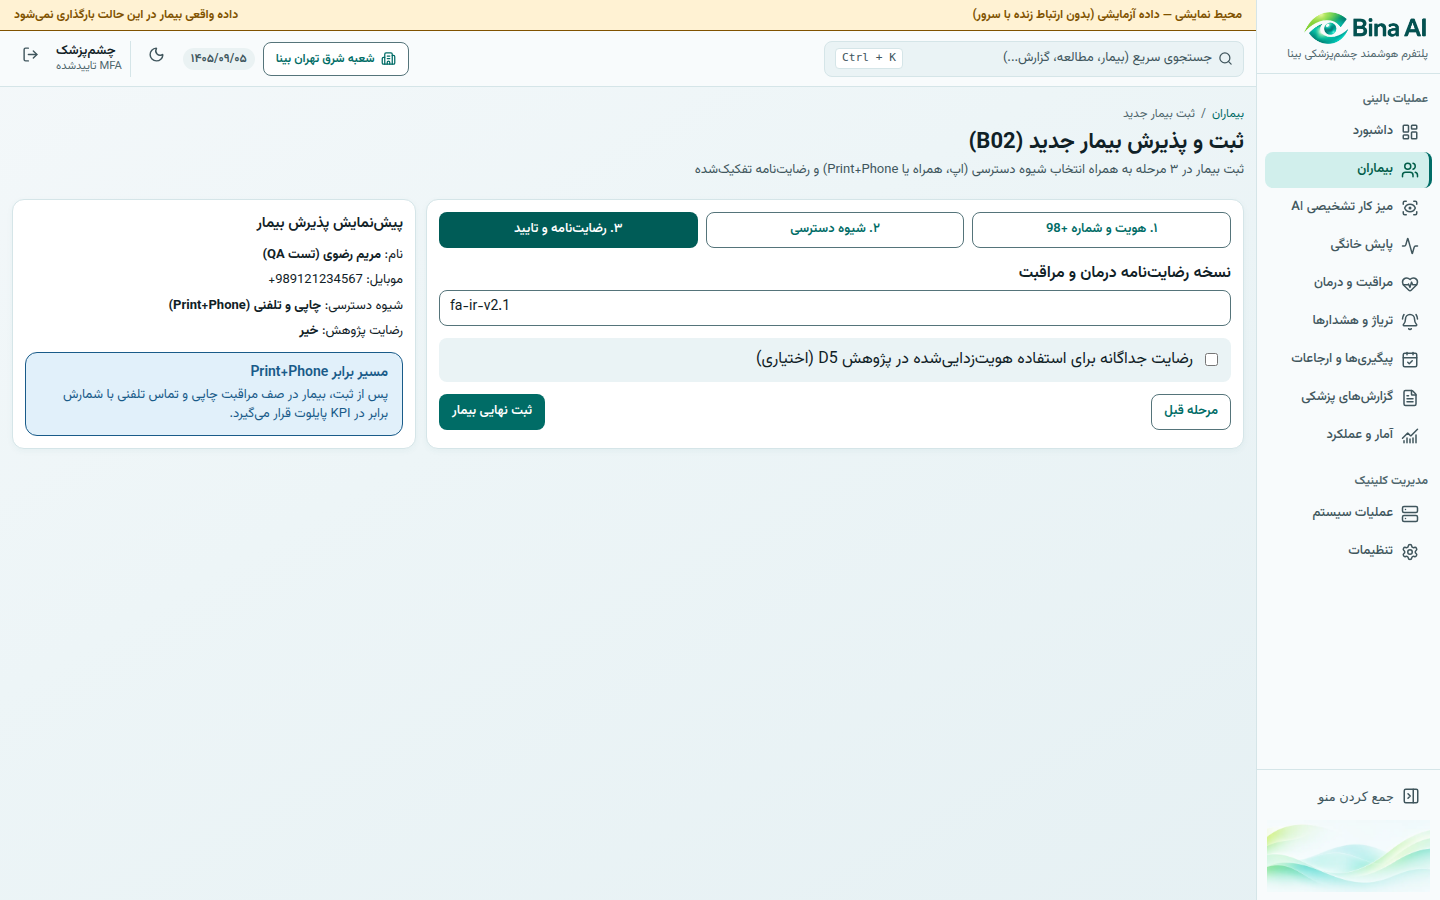 محیط نمایشی — داده آزمایشی (بدون ارتباط زنده با سرور)
داده واقعی بیمار در این حالت بارگذاری نمی‌شود
Bina AI
پلتفرم هوشمند چشم‌پزشکی بینا
جستجوی سریع (بیمار، مطالعه، گزارش...)
Ctrl + K
شعبه شرق تهران بینا
۱۴۰۵/۰۹/۰۵
چشم‌پزشک
MFA تاییدشده
عملیات بالینی
داشبورد
بیماران
میز کار تشخیصی AI
پایش خانگی
مراقبت و درمان
تریاژ و هشدارها
پیگیری‌ها و ارجاعات
گزارش‌های پزشکی
آمار و عملکرد
مدیریت کلینیک
عملیات سیستم
تنظیمات
جمع کردن منو
بیماران / ثبت بیمار جدید
ثبت و پذیرش بیمار جدید (B02)
ثبت بیمار در ۳ مرحله به همراه انتخاب شیوه دسترسی (اپ، همراه یا Print+Phone) و رضایت‌نامه تفکیک‌شده
۱. هویت و شماره +98
۲. شیوه دسترسی
۳. رضایت‌نامه و تایید
نسخه رضایت‌نامه درمان و مراقبت
fa-ir-v2.1
رضایت جداگانه برای استفاده هویت‌زدایی‌شده در پژوهش D5 (اختیاری)
مرحله قبل
ثبت نهایی بیمار
پیش‌نمایش پذیرش بیمار
نام: مریم رضوی (تست QA)
موبایل: 989121234567+
شیوه دسترسی: چاپی و تلفنی (Print+Phone)
رضایت پژوهش: خیر
مسیر برابر Print+Phone
پس از ثبت، بیمار در صف مراقبت چاپی و تماس تلفنی با شمارش
برابر در KPI پایلوت قرار می‌گیرد.